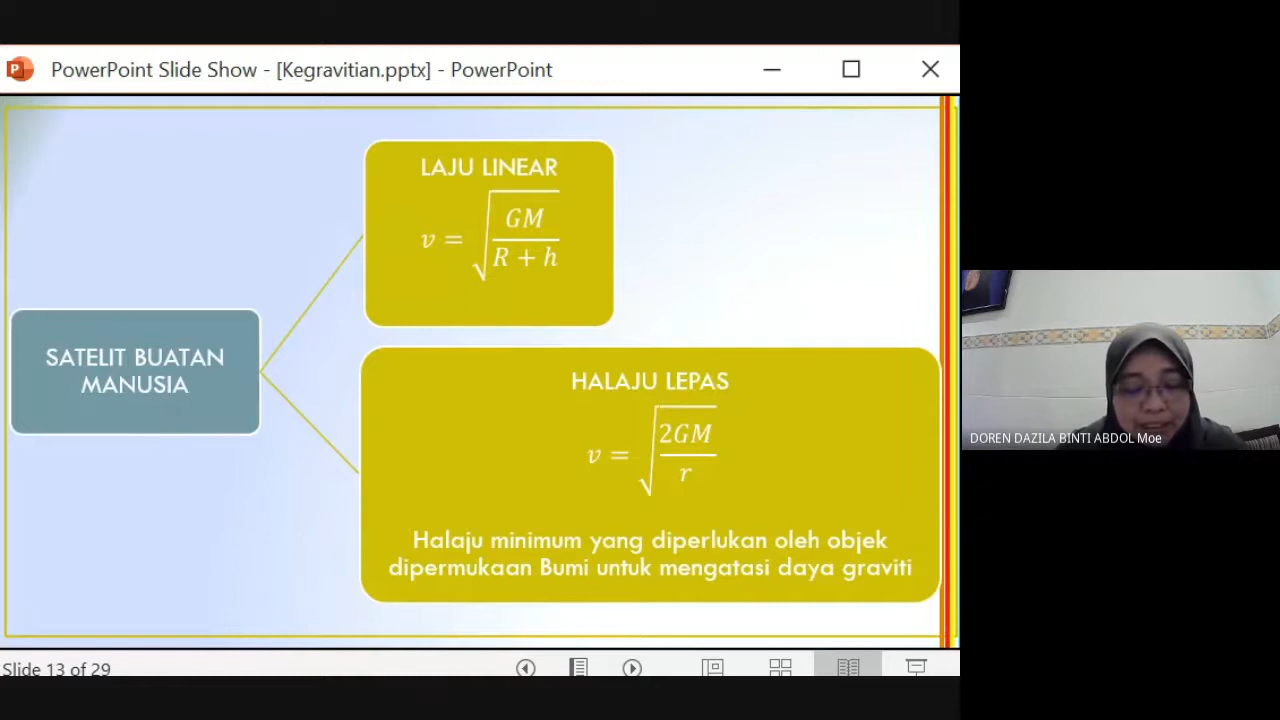 PowerPoint Slide Show - [Kegravitian.pptx] - PowerPoint
LAJU LINEAR
v = √(GM / (R + h))
SATELIT BUATAN
MANUSIA
HALAJU LEPAS
v = √(2GM / r)
Halaju minimum yang diperlukan oleh objek
dipermukaan Bumi untuk mengatasi daya graviti
DOREN DAZILA BINTI ABDOL Moe
Slide 13 of 29